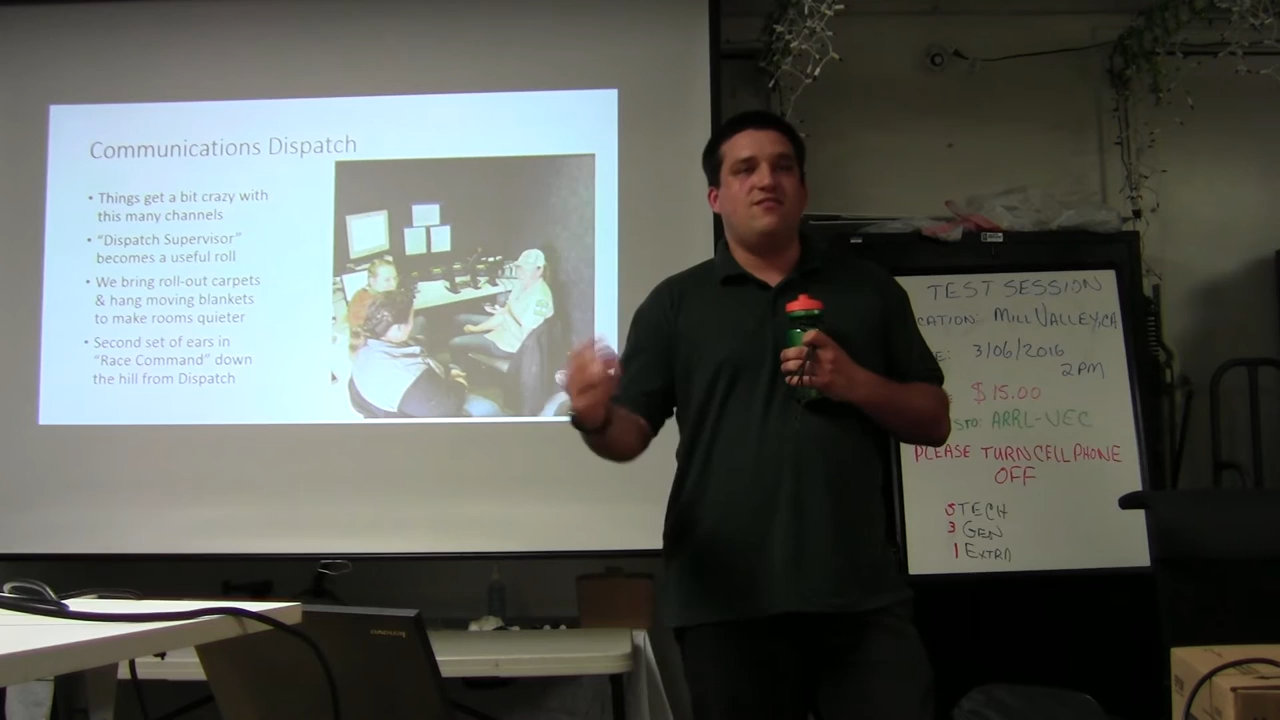 Communications Dispatch
• Things get a bit crazy with
this many channels
• "Dispatch Supervisor"
becomes a useful roll
• We bring roll-out carpets
& hang moving blankets
to make rooms quieter
• Second set of ears in
"Race Command" down
the hill from Dispatch
TEST SESSION
CATION: MILL VALLEY, CA
E: 3/06/2016
2PM
$15.00
STO: ARRL-VEC
PLEASE TURN CELL PHONE
OFF
5 TECH
3 GEN
1 EXTRA
lenovo